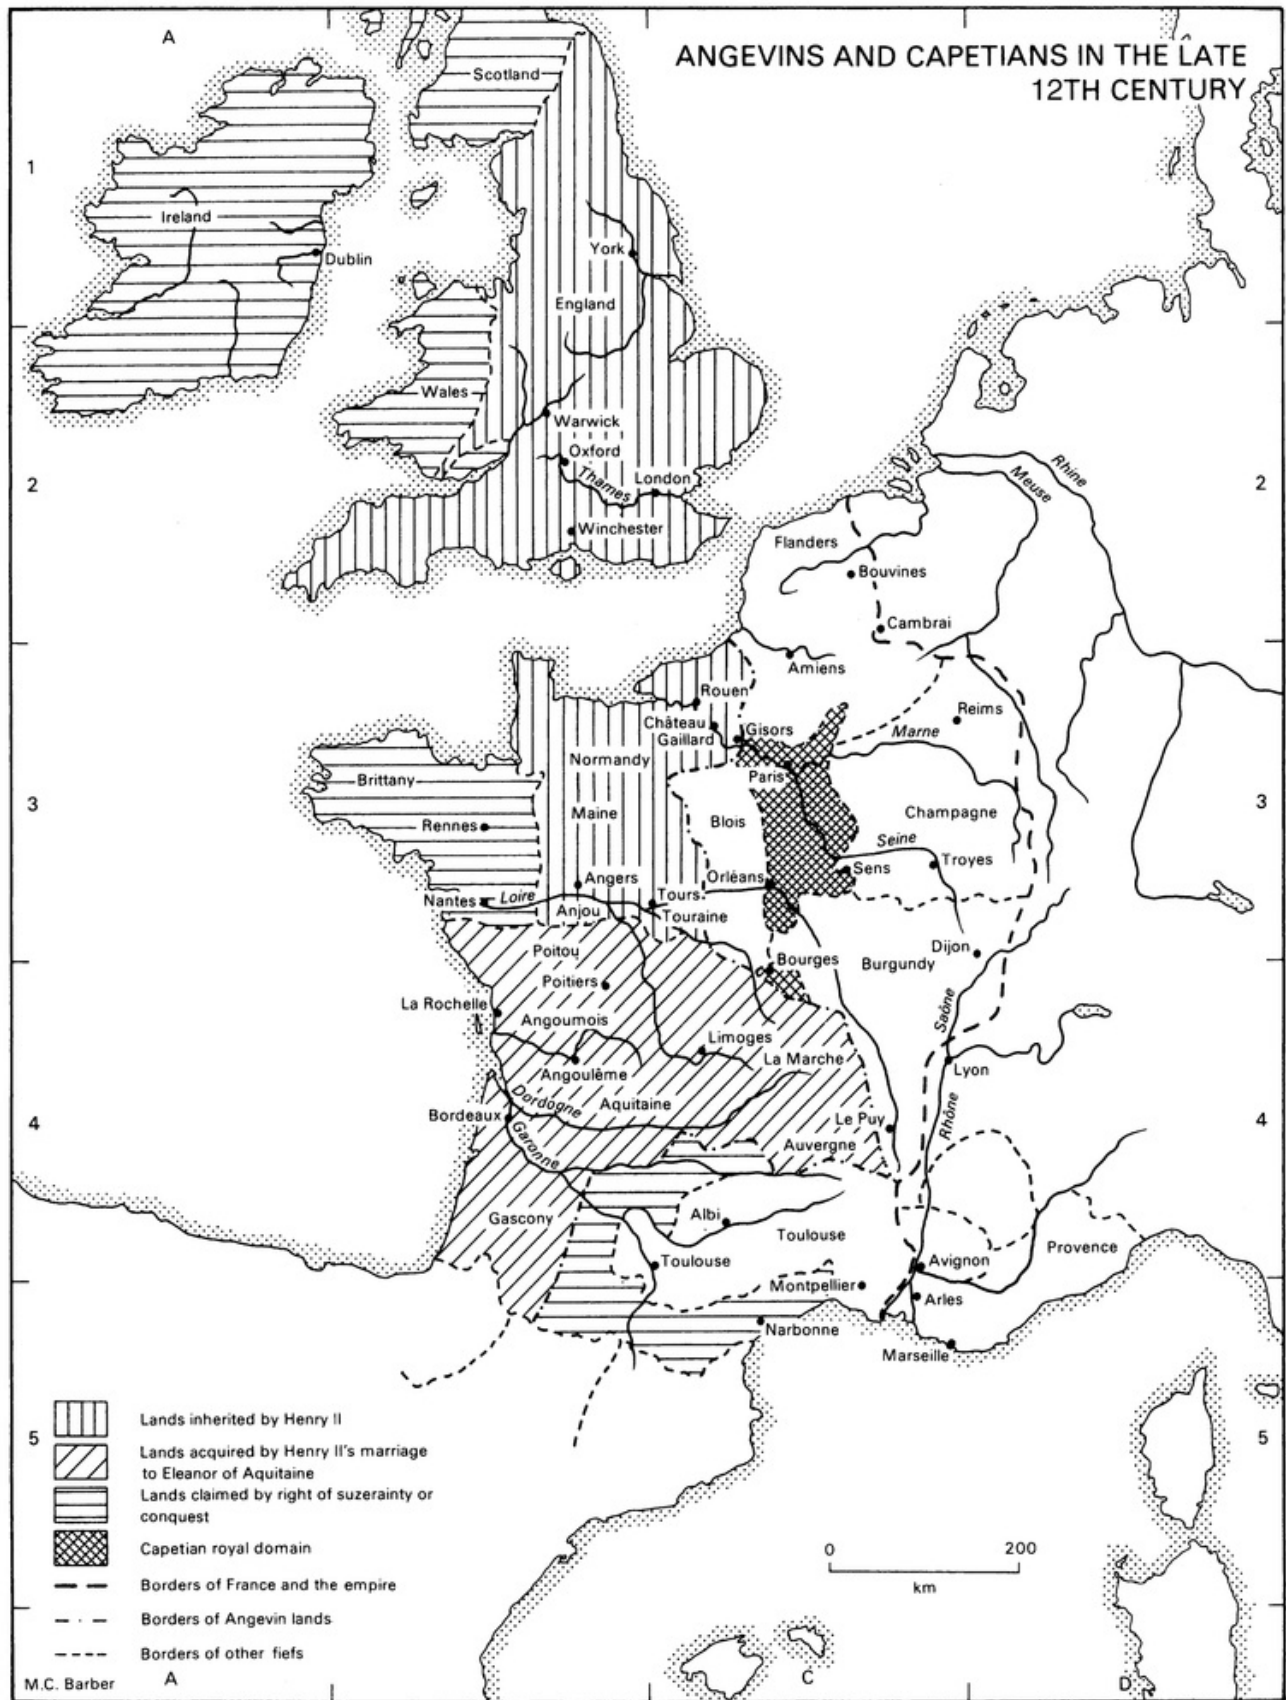 A
ANGEVINS AND CAPETIANS IN THE LATE
12TH CENTURY
Scotland
1
1
Ireland
Dublin
York
England
Wales
Warwick
Oxford
Thames
London
Winchester
2
2
Rhine
Meuse
Flanders
Bouvines
Cambrai
Amiens
Rouen
Château
Gaillard
Gisors
Reims
Marne
Normandy
Paris
Brittany
3
3
Maine
Blois
Champagne
Rennes
Seine
Troyes
Sens
Angers
Orléans
Nantes
Loire
Tours
Anjou
Touraine
Poitou
Bourges
Burgundy
Dijon
Poitiers
La Rochelle
Angoumois
Saône
Limoges
La Marche
Lyon
Angoulême
Dordogne
Aquitaine
Bordeaux
Garonne
Le Puy
Rhône
4
4
Auvergne
Albi
Gascony
Toulouse
Toulouse
Provence
Avignon
Montpellier
Arles
Narbonne
Marseille
5
5
Lands inherited by Henry II
Lands acquired by Henry II's marriage
to Eleanor of Aquitaine
Lands claimed by right of suzerainty or
conquest
Capetian royal domain
Borders of France and the empire
Borders of Angevin lands
Borders of other fiefs
0 200
km
M.C. Barber
A
C
D